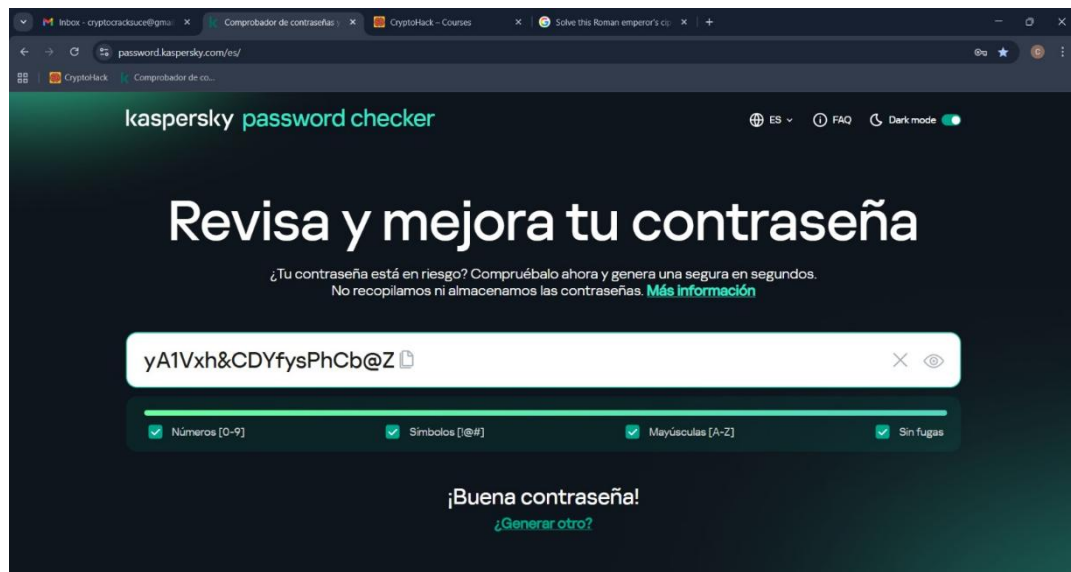 Inbox - cryptocracksuce@gmai
Comprobador de contraseñas y
CryptoHack – Courses
Solve this Roman emperor's cip
password.kaspersky.com/es/
CryptoHack
Comprobador de co...
kaspersky password checker
ES
FAQ
Dark mode
Revisa y mejora tu contraseña
¿Tu contraseña está en riesgo? Compruébalo ahora y genera una segura en segundos.
No recopilamos ni almacenamos las contraseñas. Más información
yA1Vxh&CDYfysPhCb@Z
Números [0-9]
Símbolos [!@#]
Mayúsculas [A-Z]
Sin fugas
¡Buena contraseña!
¿Generar otro?